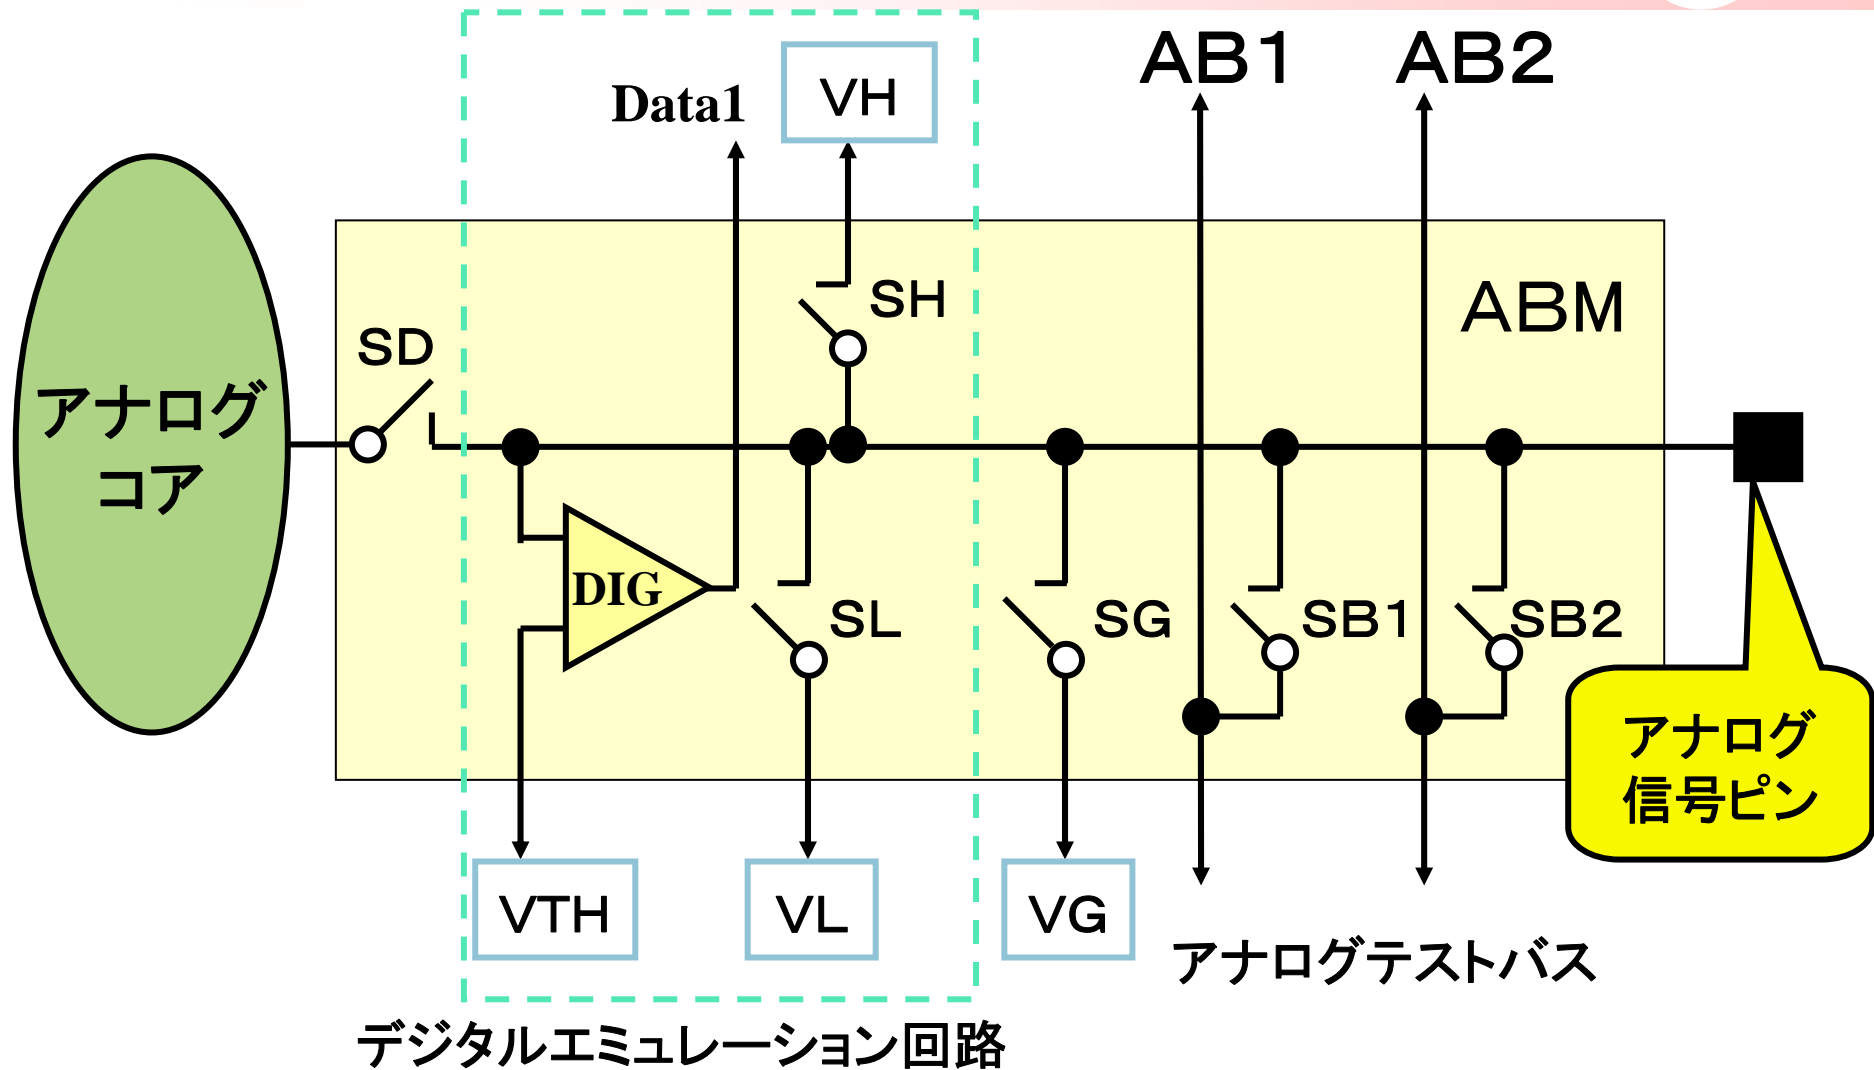 AB1
AB2
Data1
VH
SH
ABM
SD
アナログ
コア
DIG
SL
SG
SB1
SB2
アナログ
信号ピン
VTH
VL
VG
アナログテストバス
デジタルエミュレーション回路